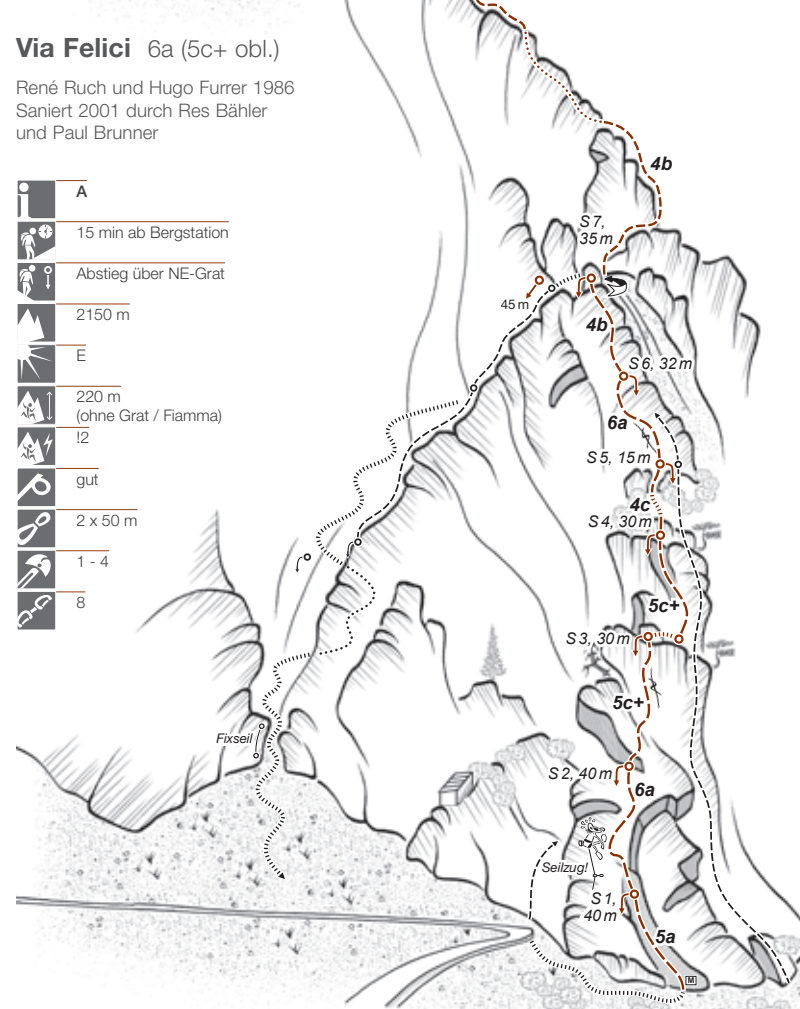 Via Felici 6a (5c+ obl.)
René Ruch und Hugo Furrer 1986
Saniert 2001 durch Res Bähler
und Paul Brunner
A
15 min ab Bergstation
Abstieg über NE-Grat
2150 m
E
220 m
(ohne Grat / Fiamma)
!2
gut
2 x 50 m
1 - 4
8
4b
S 7,
35 m
45 m
4b
S 6, 32 m
6a
S 5, 15 m
4c
S 4, 30 m
5c+
S 3, 30 m
5c+
Fixseil
S 2, 40 m
6a
Seilzug!
S 1,
40 m
5a
M